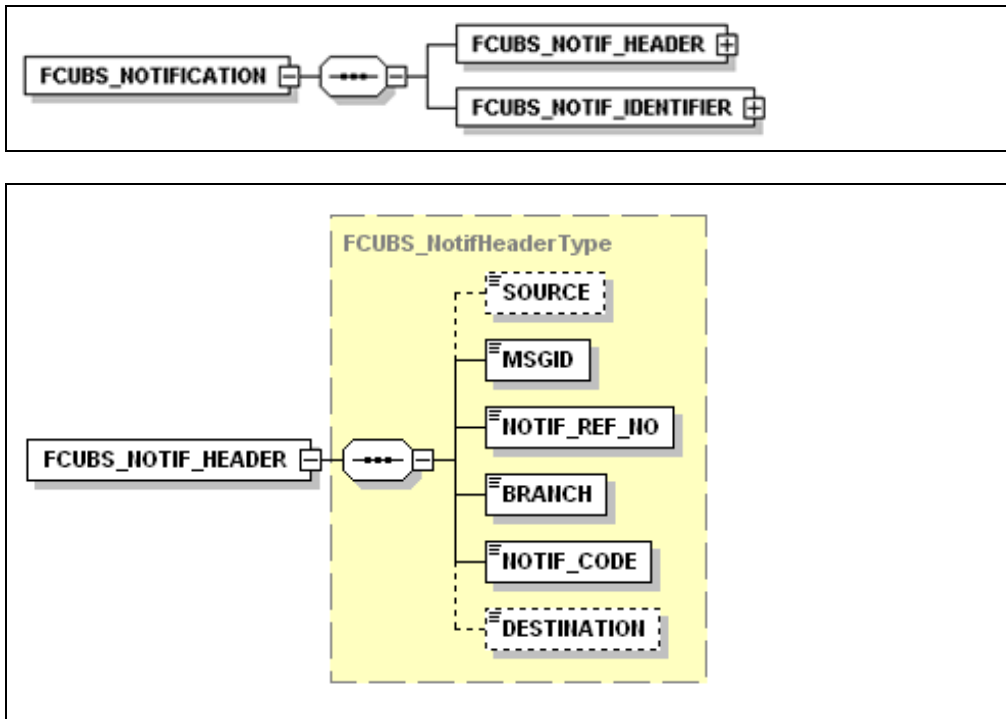 FCUBS_NOTIFICATION
FCUBS_NOTIF_HEADER
FCUBS_NOTIF_IDENTIFIER
FCUBS_NotifHeaderType
SOURCE
MSGID
NOTIF_REF_NO
FCUBS_NOTIF_HEADER
BRANCH
NOTIF_CODE
DESTINATION